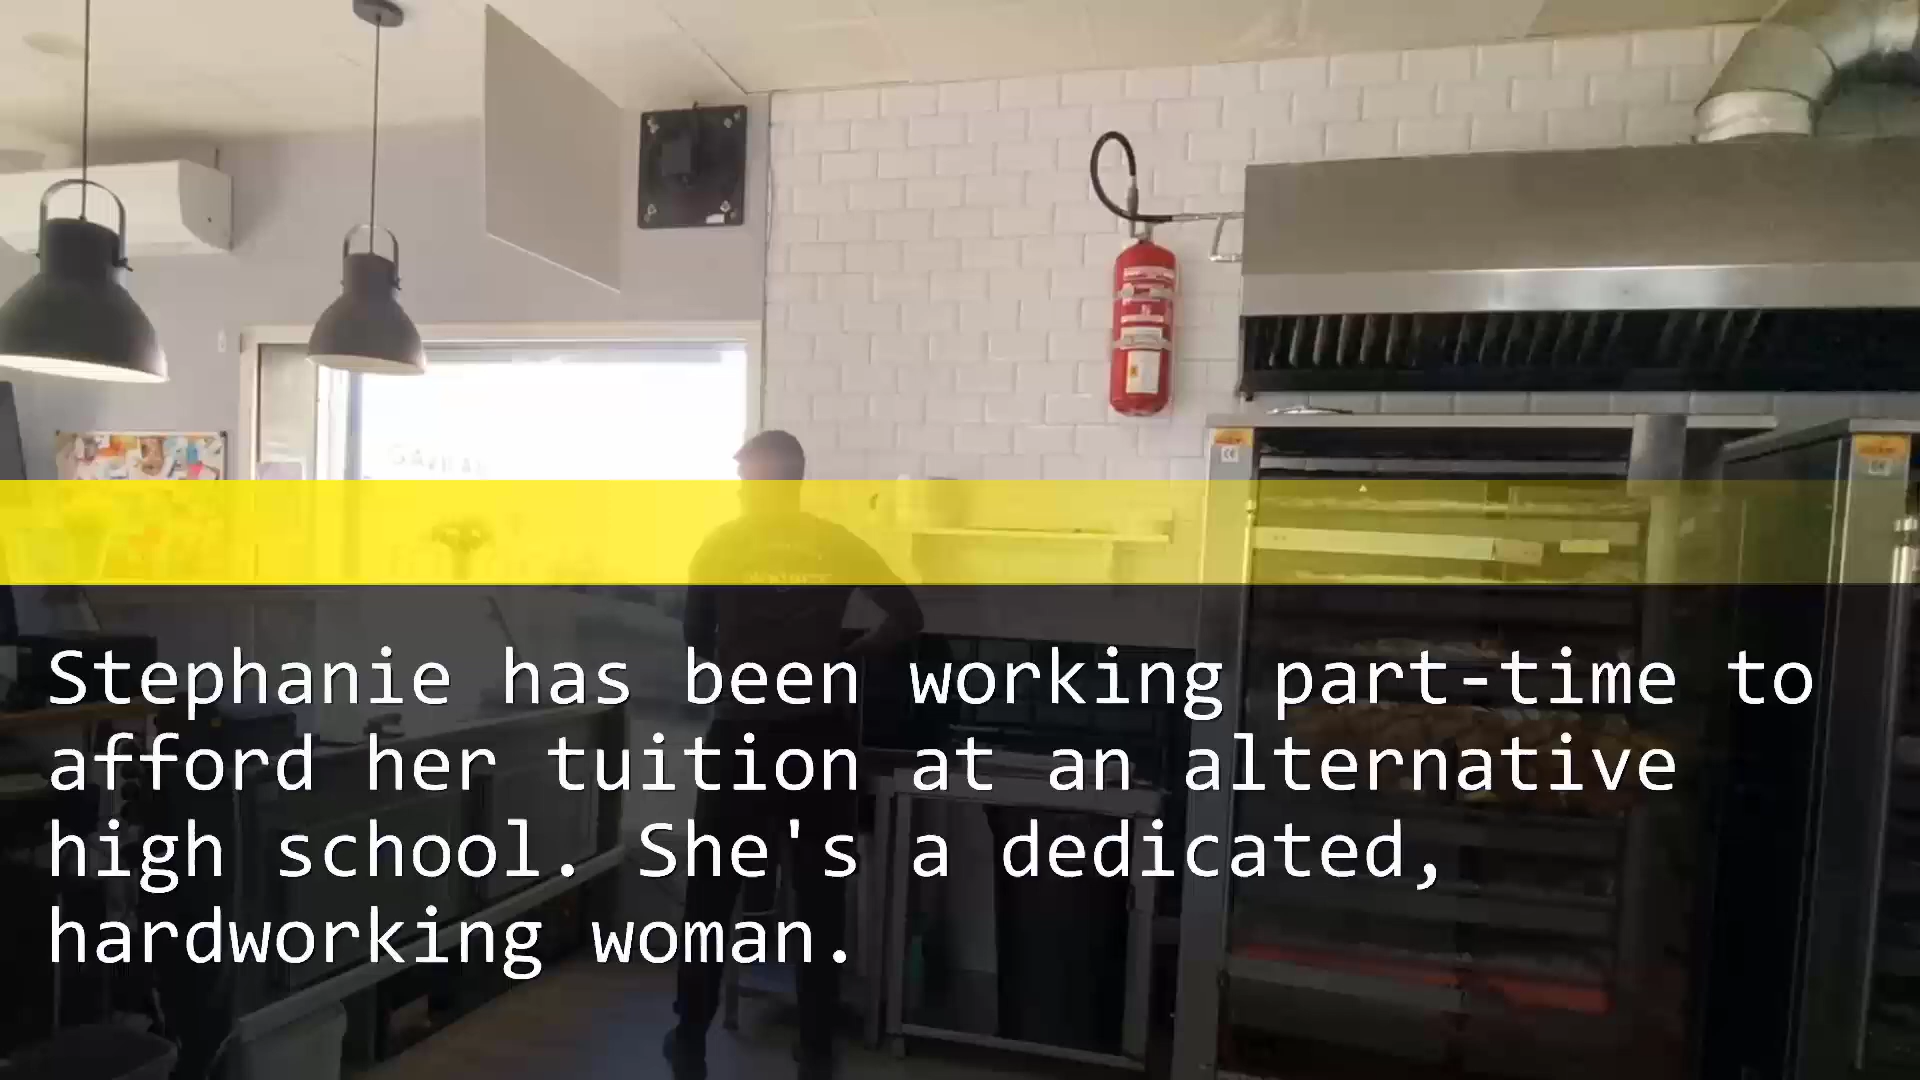 Stephanie has been working part-time to
afford her tuition at an alternative
high school. She's a dedicated,
hardworking woman.